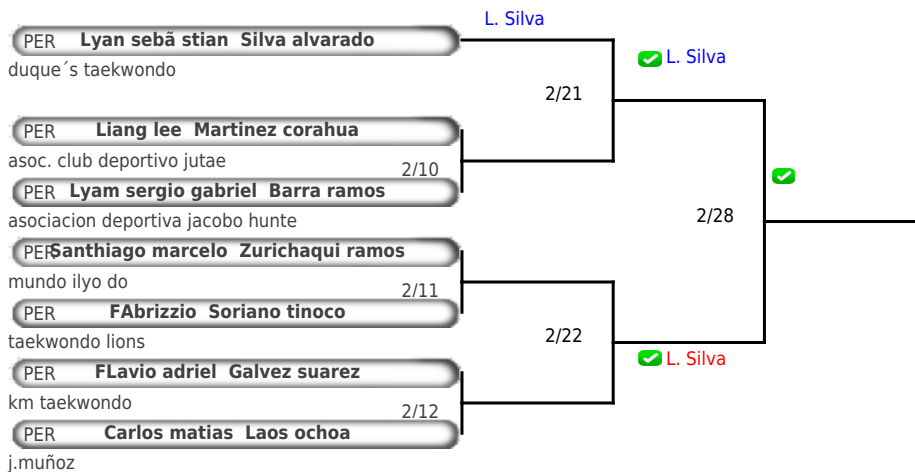 L. Silva
PER Lyan sebã stian Silva alvarado
duque´s taekwondo
L. Silva
2/21
PER Liang lee Martinez corahua
asoc. club deportivo jutae
2/10
PER Lyam sergio gabriel Barra ramos
asociacion deportiva jacobo hunte
2/28
PER Santhiago marcelo Zurichaqui ramos
mundo ilyo do
2/11
PER FAbrizzio Soriano tinoco
taekwondo lions
2/22
L. Silva
PER FLavio adriel Galvez suarez
km taekwondo
2/12
PER Carlos matias Laos ochoa
j.muñoz